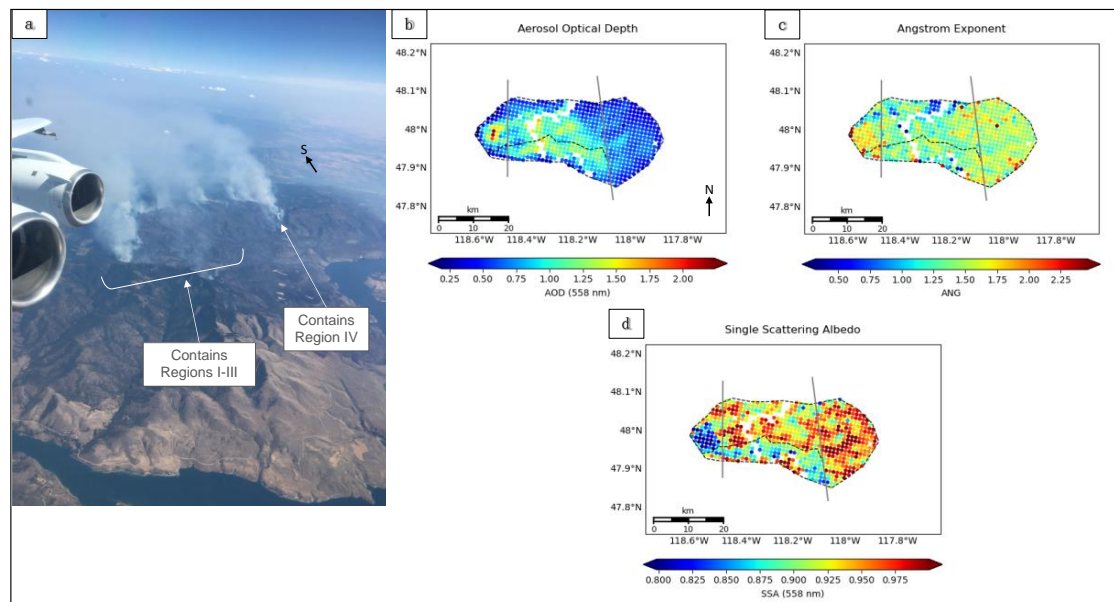 a
S
Contains
Region IV
Contains
Regions I-III
b
Aerosol Optical Depth
48.2°N
48.1°N
48°N
47.9°N
47.8°N
N
km
0 10 20
118.6°W 118.4°W 118.2°W 118°W 117.8°W
0.25 0.50 0.75 1.00 1.25 1.50 1.75 2.00
AOD (558 nm)
c
Angstrom Exponent
48.2°N
48.1°N
48°N
47.9°N
47.8°N
km
0 10 20
118.6°W 118.4°W 118.2°W 118°W 117.8°W
0.50 0.75 1.00 1.25 1.50 1.75 2.00 2.25
ANG
d
Single Scattering Albedo
48.2°N
48.1°N
48°N
47.9°N
47.8°N
km
0 10 20
118.6°W 118.4°W 118.2°W 118°W 117.8°W
0.800 0.825 0.850 0.875 0.900 0.925 0.950 0.975
SSA (558 nm)